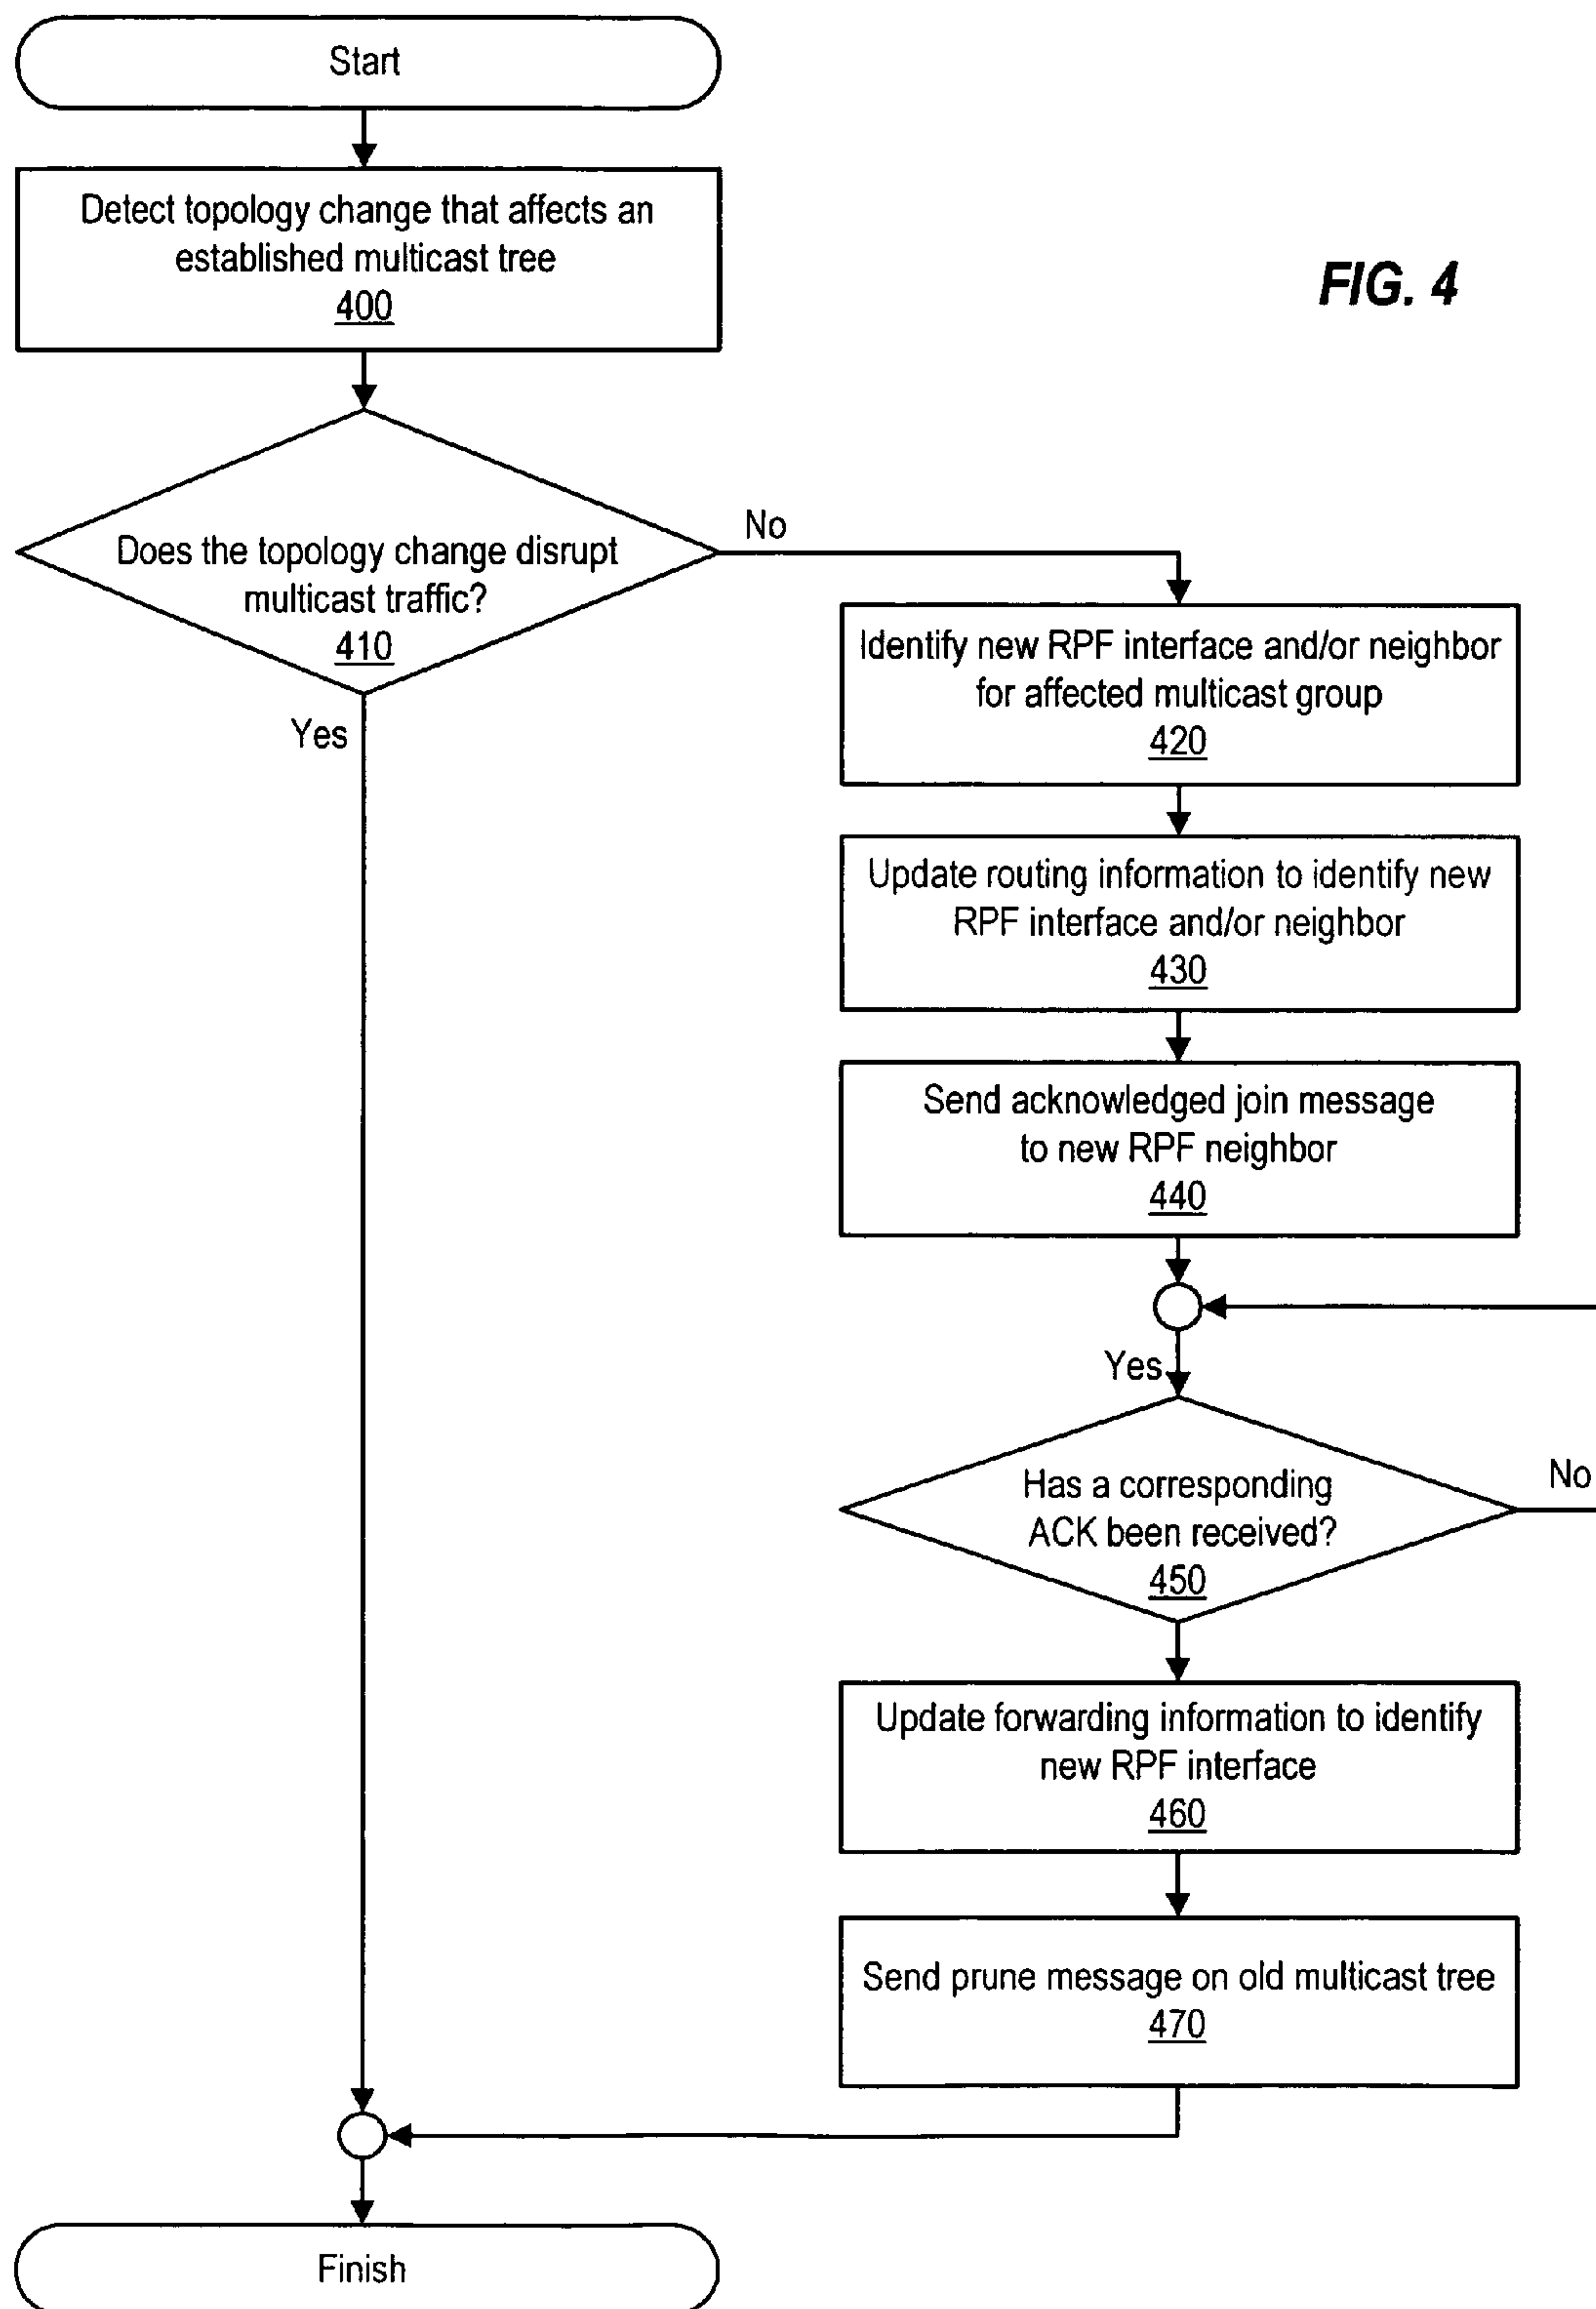 Start
Detect topology change that affects an
established multicast tree
400
FIG. 4
Does the topology change disrupt
multicast traffic?
410
No
Yes
Identify new RPF interface and/or neighbor
for affected multicast group
420
Update routing information to identify new
RPF interface and/or neighbor
430
Send acknowledged join message
to new RPF neighbor
440
Yes
Has a corresponding
ACK been received?
450
No
Update forwarding information to identify
new RPF interface
460
Send prune message on old multicast tree
470
Finish